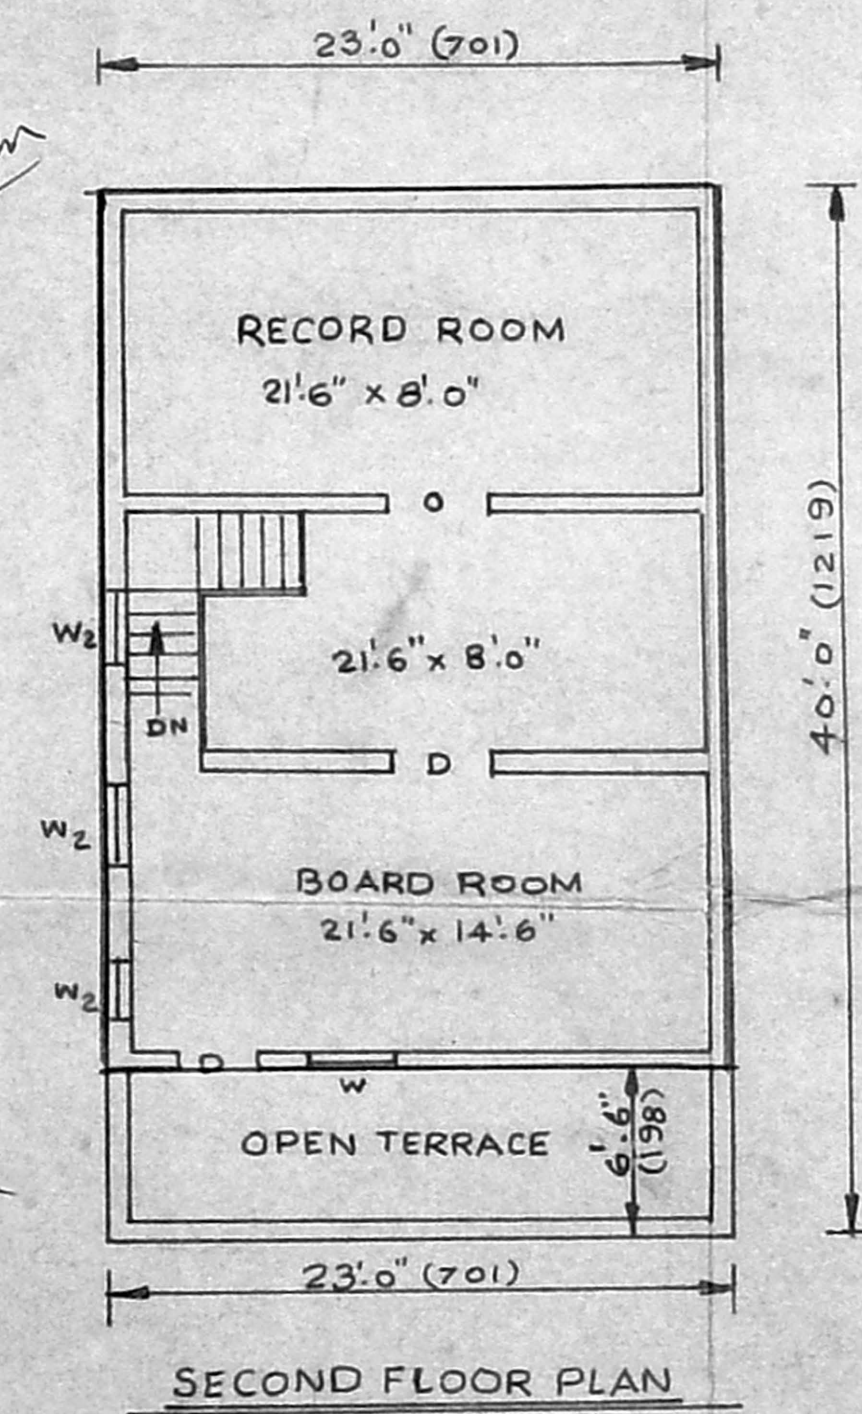 23'.0" (701)
RECORD ROOM
21'.6" x 8'.0"
O
W2
21'.6" x 8'.0"
40'.0" (1219)
DN
D
W2
BOARD ROOM
21'.6" x 14'.6"
W2
D
W
OPEN TERRACE
6'.6"
(198)
23'.0" (701)
SECOND FLOOR PLAN